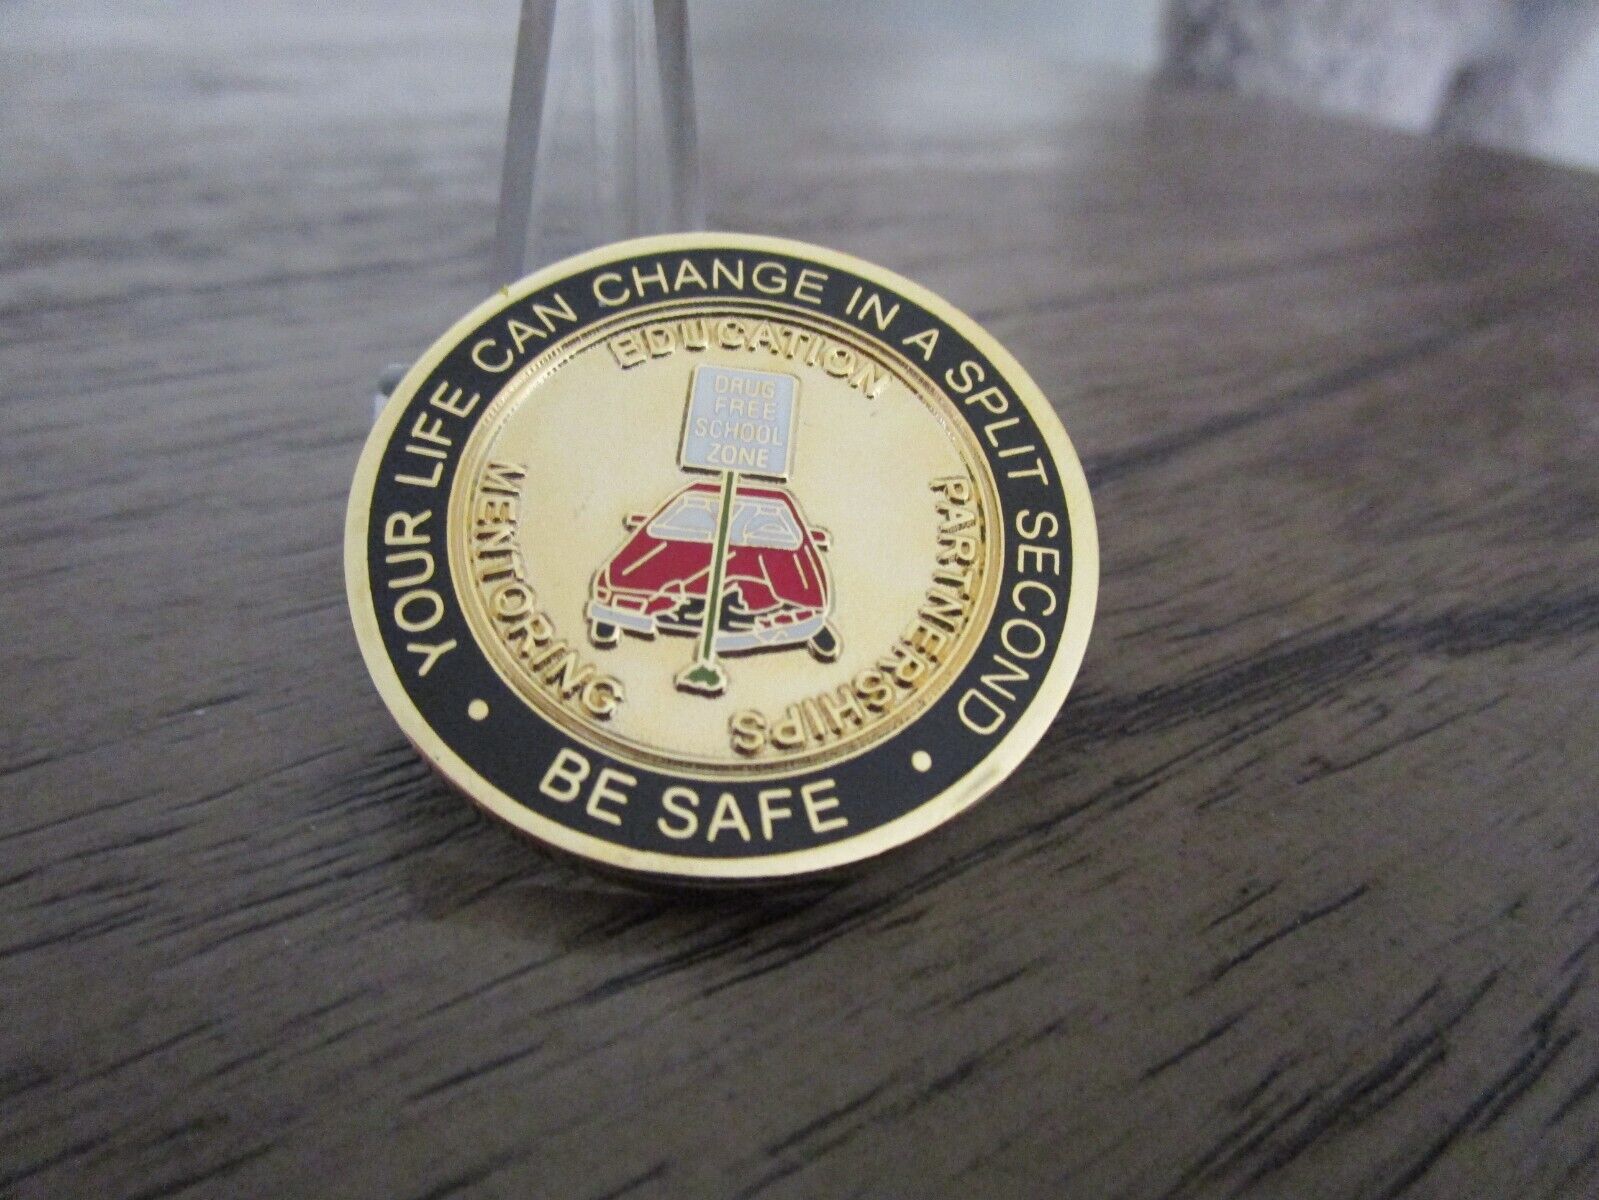 YOUR LIFE CAN CHANGE IN A SPLIT SECOND
• BE SAFE •
EDUCATION
MENTORING
PARTNERSHIPS
DRUG
FREE
SCHOOL
ZONE